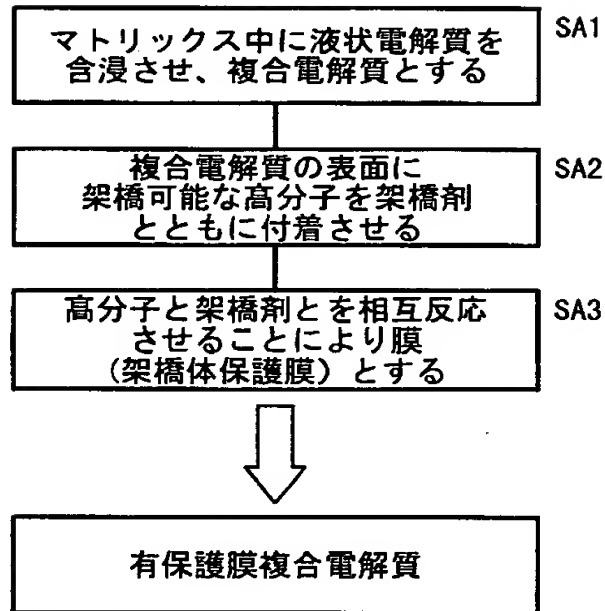 マトリックス中に液状電解質を
含浸させ、複合電解質とする
SA1
複合電解質の表面に
架橋可能な高分子を架橋剤
とともに付着させる
SA2
高分子と架橋剤とを相互反応
させることにより膜
(架橋体保護膜)とする
SA3
有保護膜複合電解質